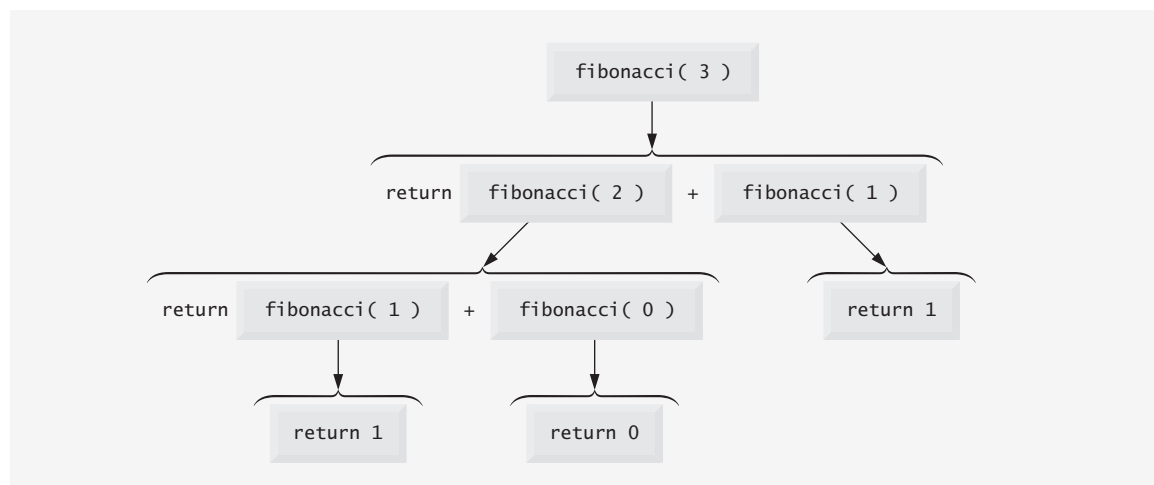 fibonacci( 3 )
return fibonacci( 2 ) + fibonacci( 1 )
return fibonacci( 1 ) + fibonacci( 0 ) return 1
return 1 return 0